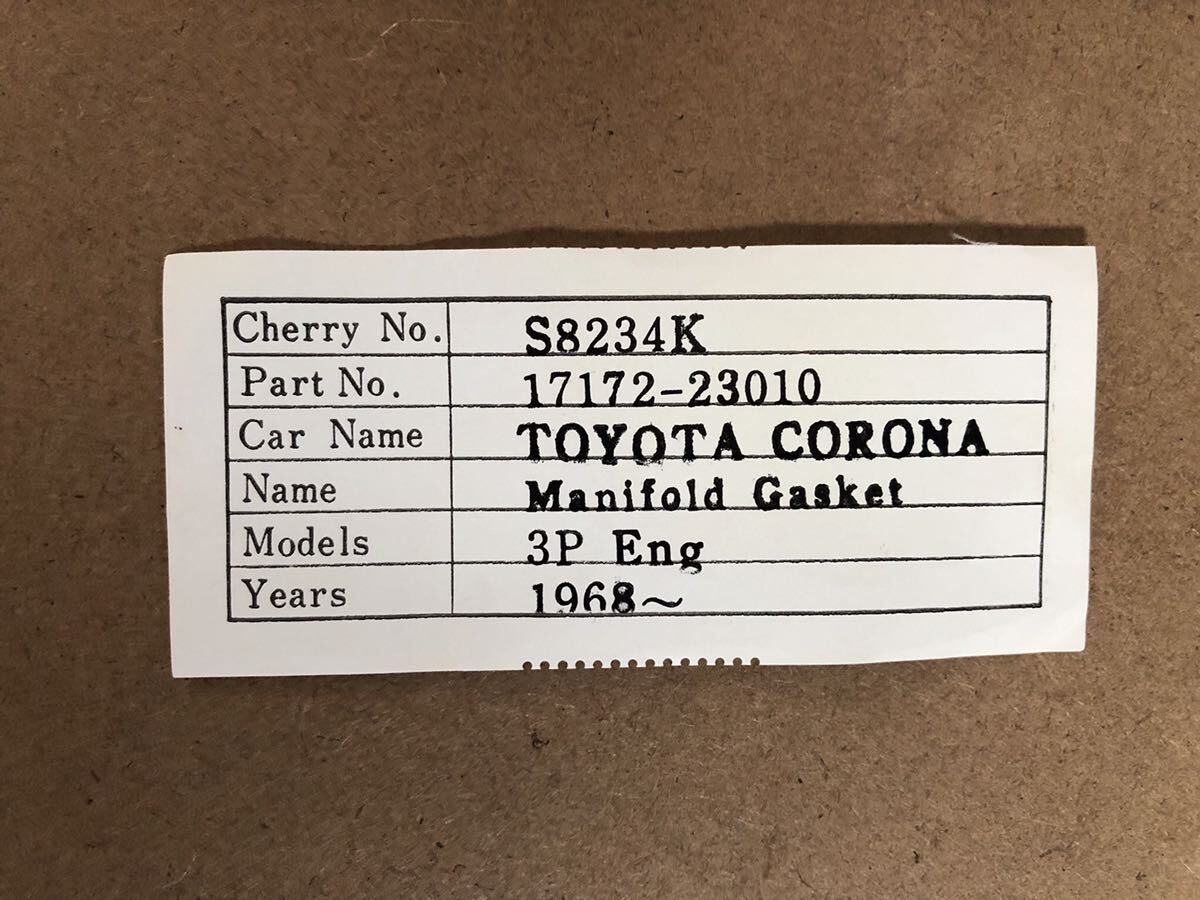 Cherry No. S8234K
Part No. 17172-23010
Car Name TOYOTA CORONA
Name Manifold Gasket
Models 3P Eng
Years 1968~